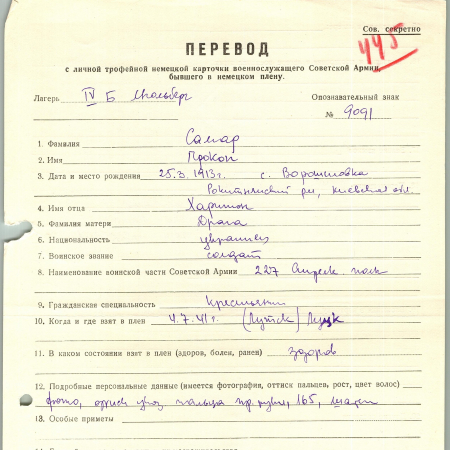 Сов. секретно
445
ПЕРЕВОД
с личной трофейной немецкой карточки военнослужащего Советской Армии,
бывшего в немецком плену.
Лагерь IV Б Мюльберг Опознавательный знак
№ 9091
1. Фамилия Самар
2. Имя Прокоп
3. Дата и место рождения 25.3.1913 г. с. Ворошиловка
Рокитнянский р-н, Киевская обл.
4. Имя отца Харитон
5. Фамилия матери Драга
6. Национальность украинец
7. Воинское звание солдат
8. Наименование воинской части Советской Армии 227 стрелк. полк
9. Гражданская специальность крестьянин
10. Когда и где взят в плен 4.7.41 г. (Лутск) Луцк
11. В каком состоянии взят в плен (здоров, болен, ранен) здоров
12. Подробные персональные данные (имеется фотография, оттиск пальцев, рост, цвет волос)
фото, оттиск указ. пальца пр. руки, 165, шатен
13. Особые приметы